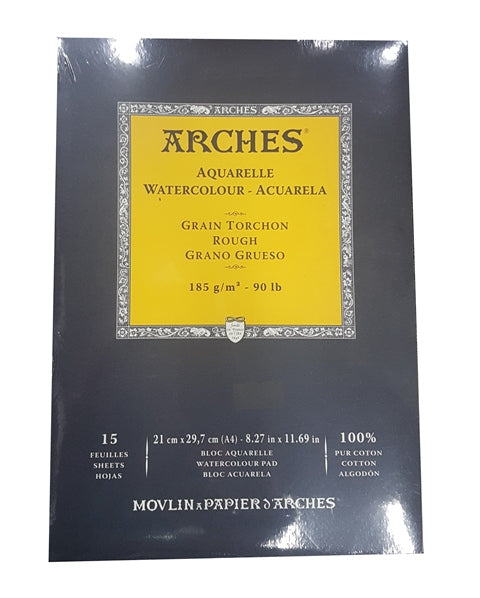 ARCHES
ARCHES®
AQUARELLE
WATERCOLOUR - ACUARELA
GRAIN TORCHON
ROUGH
GRANO GRUESO
185 g/m² - 90 lb
15
FEUILLES
SHEETS
HOJAS
21 cm x 29,7 cm (A4) - 8.27 in x 11.69 in
BLOC AQUARELLE
WATERCOLOUR PAD
BLOC ACUARELA
100%
PUR COTON
COTTON
ALGODÓN
MOVLIN À PAPIER D'ARCHES